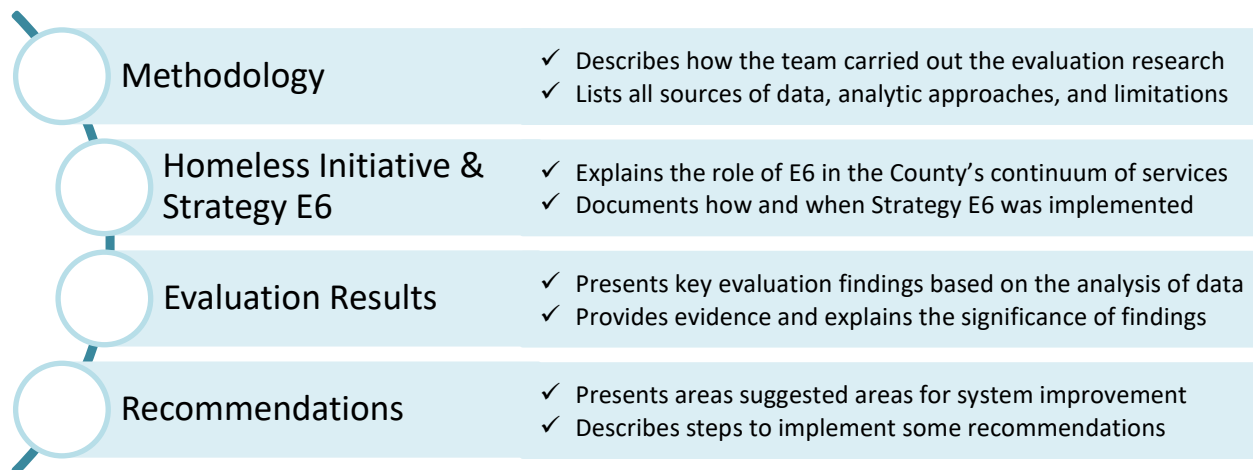 Methodology
✓ Describes how the team carried out the evaluation research
✓ Lists all sources of data, analytic approaches, and limitations
Homeless Initiative &
Strategy E6
✓ Explains the role of E6 in the County’s continuum of services
✓ Documents how and when Strategy E6 was implemented
Evaluation Results
✓ Presents key evaluation findings based on the analysis of data
✓ Provides evidence and explains the significance of findings
Recommendations
✓ Presents areas suggested areas for system improvement
✓ Describes steps to implement some recommendations